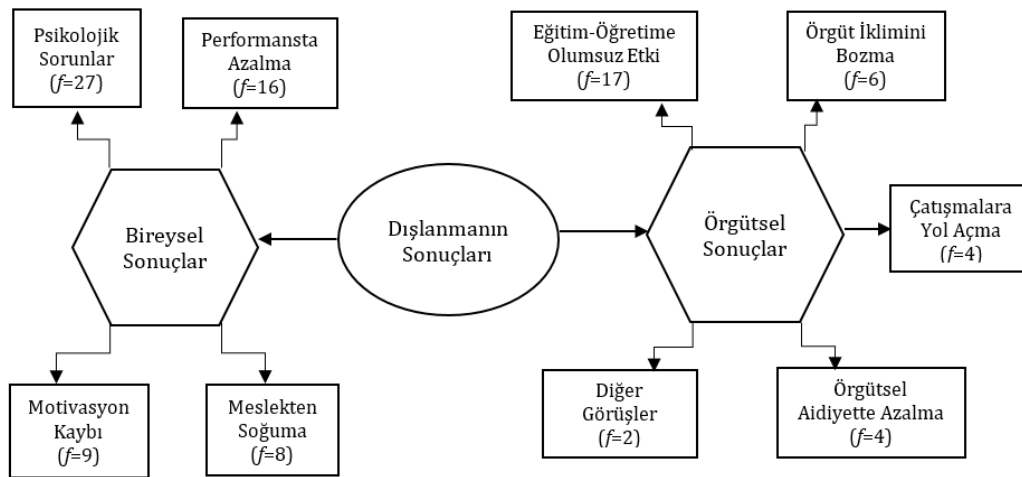 Psikolojik
Sorunlar
(f=27)
Performansta
Azalma
(f=16)
Eğitim-Öğretime
Olumsuz Etki
(f=17)
Örgüt İklimini
Bozma
(f=6)
Bireysel
Sonuçlar
Dışlanmanın
Sonuçları
Örgütsel
Sonuçlar
Çatışmalara
Yol Açma
(f=4)
Motivasyon
Kaybı
(f=9)
Meslekten
Soğuma
(f=8)
Diğer
Görüşler
(f=2)
Örgütsel
Aidiyette Azalma
(f=4)